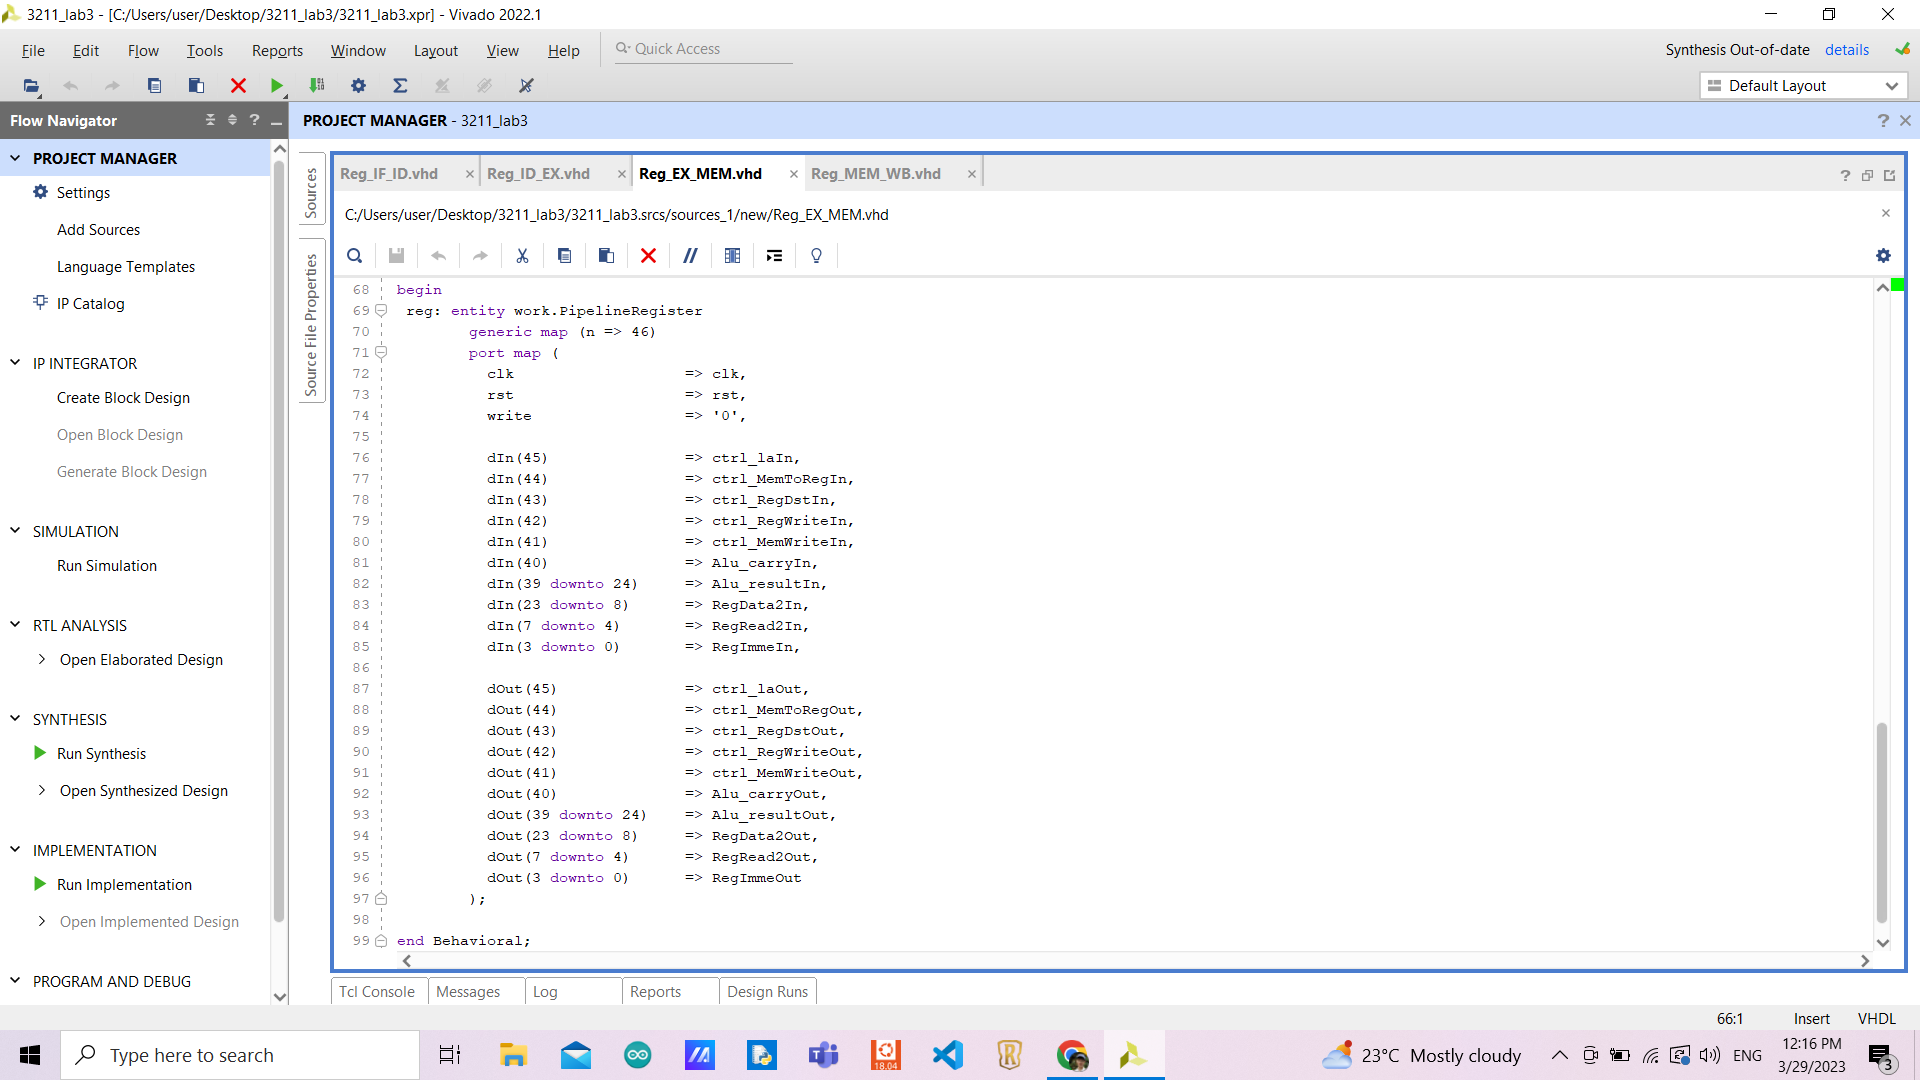 3211_lab3 - [C:/Users/user/Desktop/3211_lab3/3211_lab3.xpr] - Vivado 2022.1
File Edit Flow Tools Reports Window Layout View Help Quick Access
Synthesis Out-of-date details
Default Layout
Flow Navigator
PROJECT MANAGER - 3211_lab3
PROJECT MANAGER
Settings
Add Sources
Language Templates
IP Catalog
IP INTEGRATOR
Create Block Design
Open Block Design
Generate Block Design
SIMULATION
Run Simulation
RTL ANALYSIS
Open Elaborated Design
SYNTHESIS
Run Synthesis
Open Synthesized Design
IMPLEMENTATION
Run Implementation
Open Implemented Design
PROGRAM AND DEBUG
Sources
Source File Properties
Reg_IF_ID.vhd Reg_ID_EX.vhd Reg_EX_MEM.vhd Reg_MEM_WB.vhd
C:/Users/user/Desktop/3211_lab3/3211_lab3.srcs/sources_1/new/Reg_EX_MEM.vhd
68 begin
69 reg: entity work.PipelineRegister
70 generic map (n => 46)
71 port map (
72 clk => clk,
73 rst => rst,
74 write => '0',
75
76 dIn(45) => ctrl_laIn,
77 dIn(44) => ctrl_MemToRegIn,
78 dIn(43) => ctrl_RegDstIn,
79 dIn(42) => ctrl_RegWriteIn,
80 dIn(41) => ctrl_MemWriteIn,
81 dIn(40) => Alu_carryIn,
82 dIn(39 downto 24) => Alu_resultIn,
83 dIn(23 downto 8) => RegData2In,
84 dIn(7 downto 4) => RegRead2In,
85 dIn(3 downto 0) => RegImmeIn,
86
87 dOut(45) => ctrl_laOut,
88 dOut(44) => ctrl_MemToRegOut,
89 dOut(43) => ctrl_RegDstOut,
90 dOut(42) => ctrl_RegWriteOut,
91 dOut(41) => ctrl_MemWriteOut,
92 dOut(40) => Alu_carryOut,
93 dOut(39 downto 24) => Alu_resultOut,
94 dOut(23 downto 8) => RegData2Out,
95 dOut(7 downto 4) => RegRead2Out,
96 dOut(3 downto 0) => RegImmeOut
97 );
98
99 end Behavioral;
Tcl Console Messages Log Reports Design Runs
66:1 Insert VHDL
Type here to search
18.04
23°C Mostly cloudy
ENG
12:16 PM
3/29/2023
3